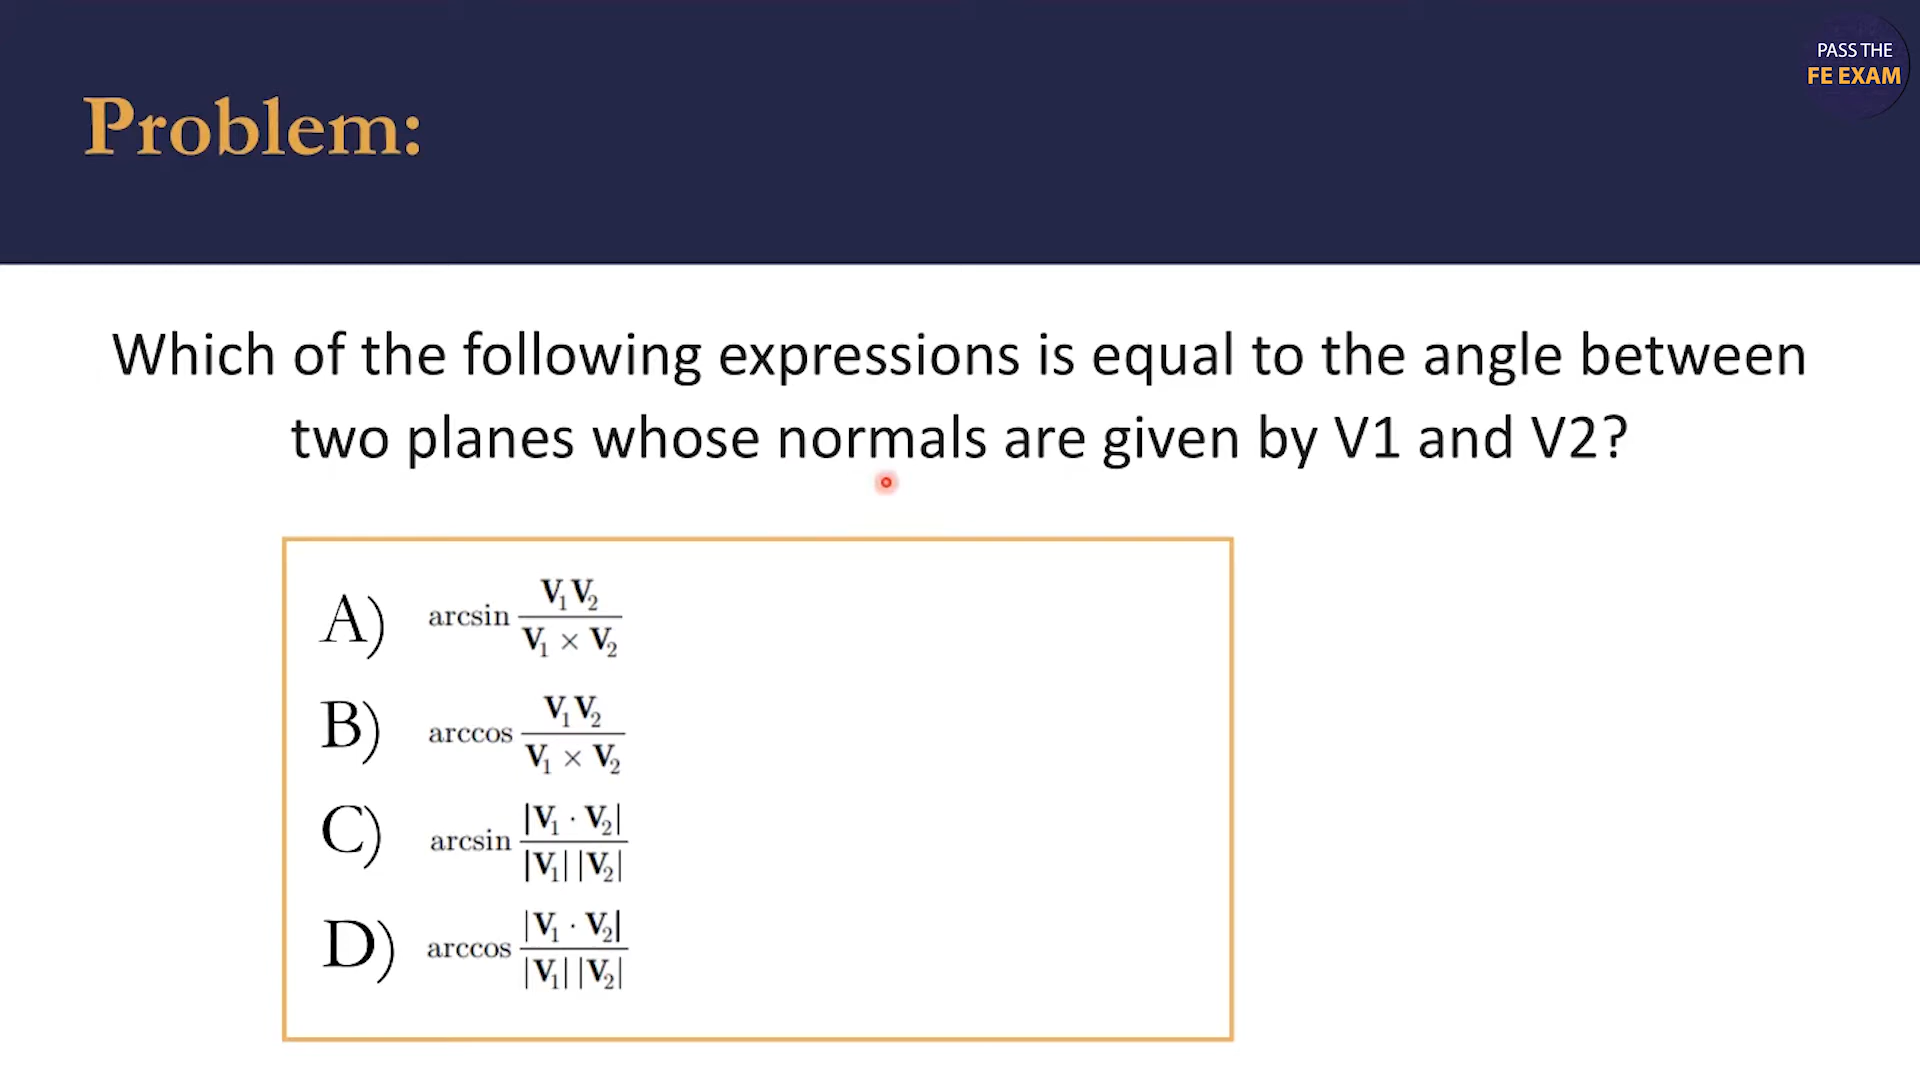 PASS THE
FE EXAM
Problem:
Which of the following expressions is equal to the angle between
two planes whose normals are given by V1 and V2?
A) arcsin V₁V₂ / V₁ × V₂
B) arccos V₁V₂ / V₁ × V₂
C) arcsin |V₁ · V₂| / |V₁| |V₂|
D) arccos |V₁ · V₂| / |V₁| |V₂|